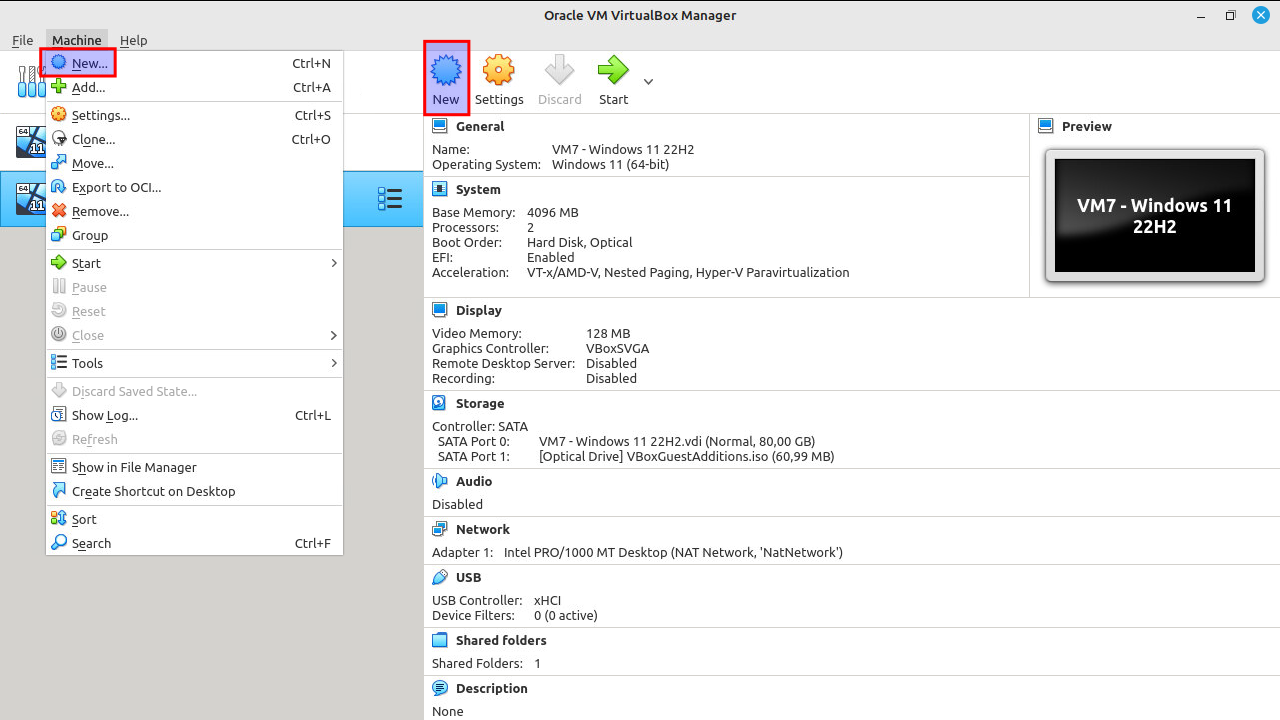 Oracle VM VirtualBox Manager
File Machine Help
New... Ctrl+N
Add... Ctrl+A
Settings... Ctrl+S
Clone... Ctrl+O
Move...
Export to OCI...
Remove...
Group
Start
Pause
Reset
Close
Tools
Discard Saved State...
Show Log... Ctrl+L
Refresh
Show in File Manager
Create Shortcut on Desktop
Sort
Search Ctrl+F
64
11
64
11
New Settings Discard Start
General
Name: VM7 - Windows 11 22H2
Operating System: Windows 11 (64-bit)
System
Base Memory: 4096 MB
Processors: 2
Boot Order: Hard Disk, Optical
EFI: Enabled
Acceleration: VT-x/AMD-V, Nested Paging, Hyper-V Paravirtualization
Display
Video Memory: 128 MB
Graphics Controller: VBoxSVGA
Remote Desktop Server: Disabled
Recording: Disabled
Storage
Controller: SATA
SATA Port 0: VM7 - Windows 11 22H2.vdi (Normal, 80,00 GB)
SATA Port 1: [Optical Drive] VBoxGuestAdditions.iso (60,99 MB)
Audio
Disabled
Network
Adapter 1: Intel PRO/1000 MT Desktop (NAT Network, 'NatNetwork')
USB
USB Controller: xHCI
Device Filters: 0 (0 active)
Shared folders
Shared Folders: 1
Description
None
Preview
VM7 - Windows 11
22H2